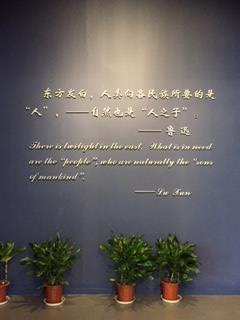 东方发白，人类向各民族所要的是
“人”，——自然也是“人之子”。
——鲁迅
There is twilight in the east. What is in need
are the “people”, who are naturally the “sons
of mankind”.
——Lu Xun